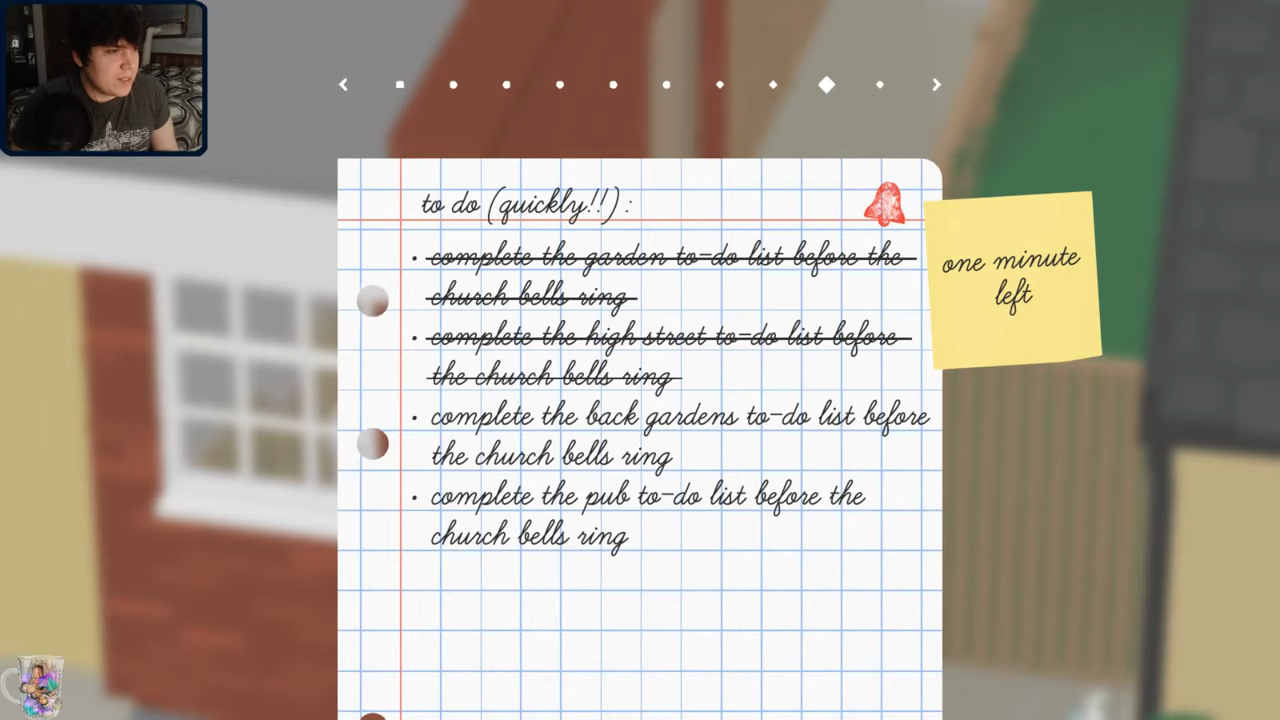 to do (quickly!!) :
• complete the garden to-do list before the
church bells ring
• complete the high street to-do list before
the church bells ring
• complete the back gardens to-do list before
the church bells ring
• complete the pub to-do list before the
church bells ring
one minute
left